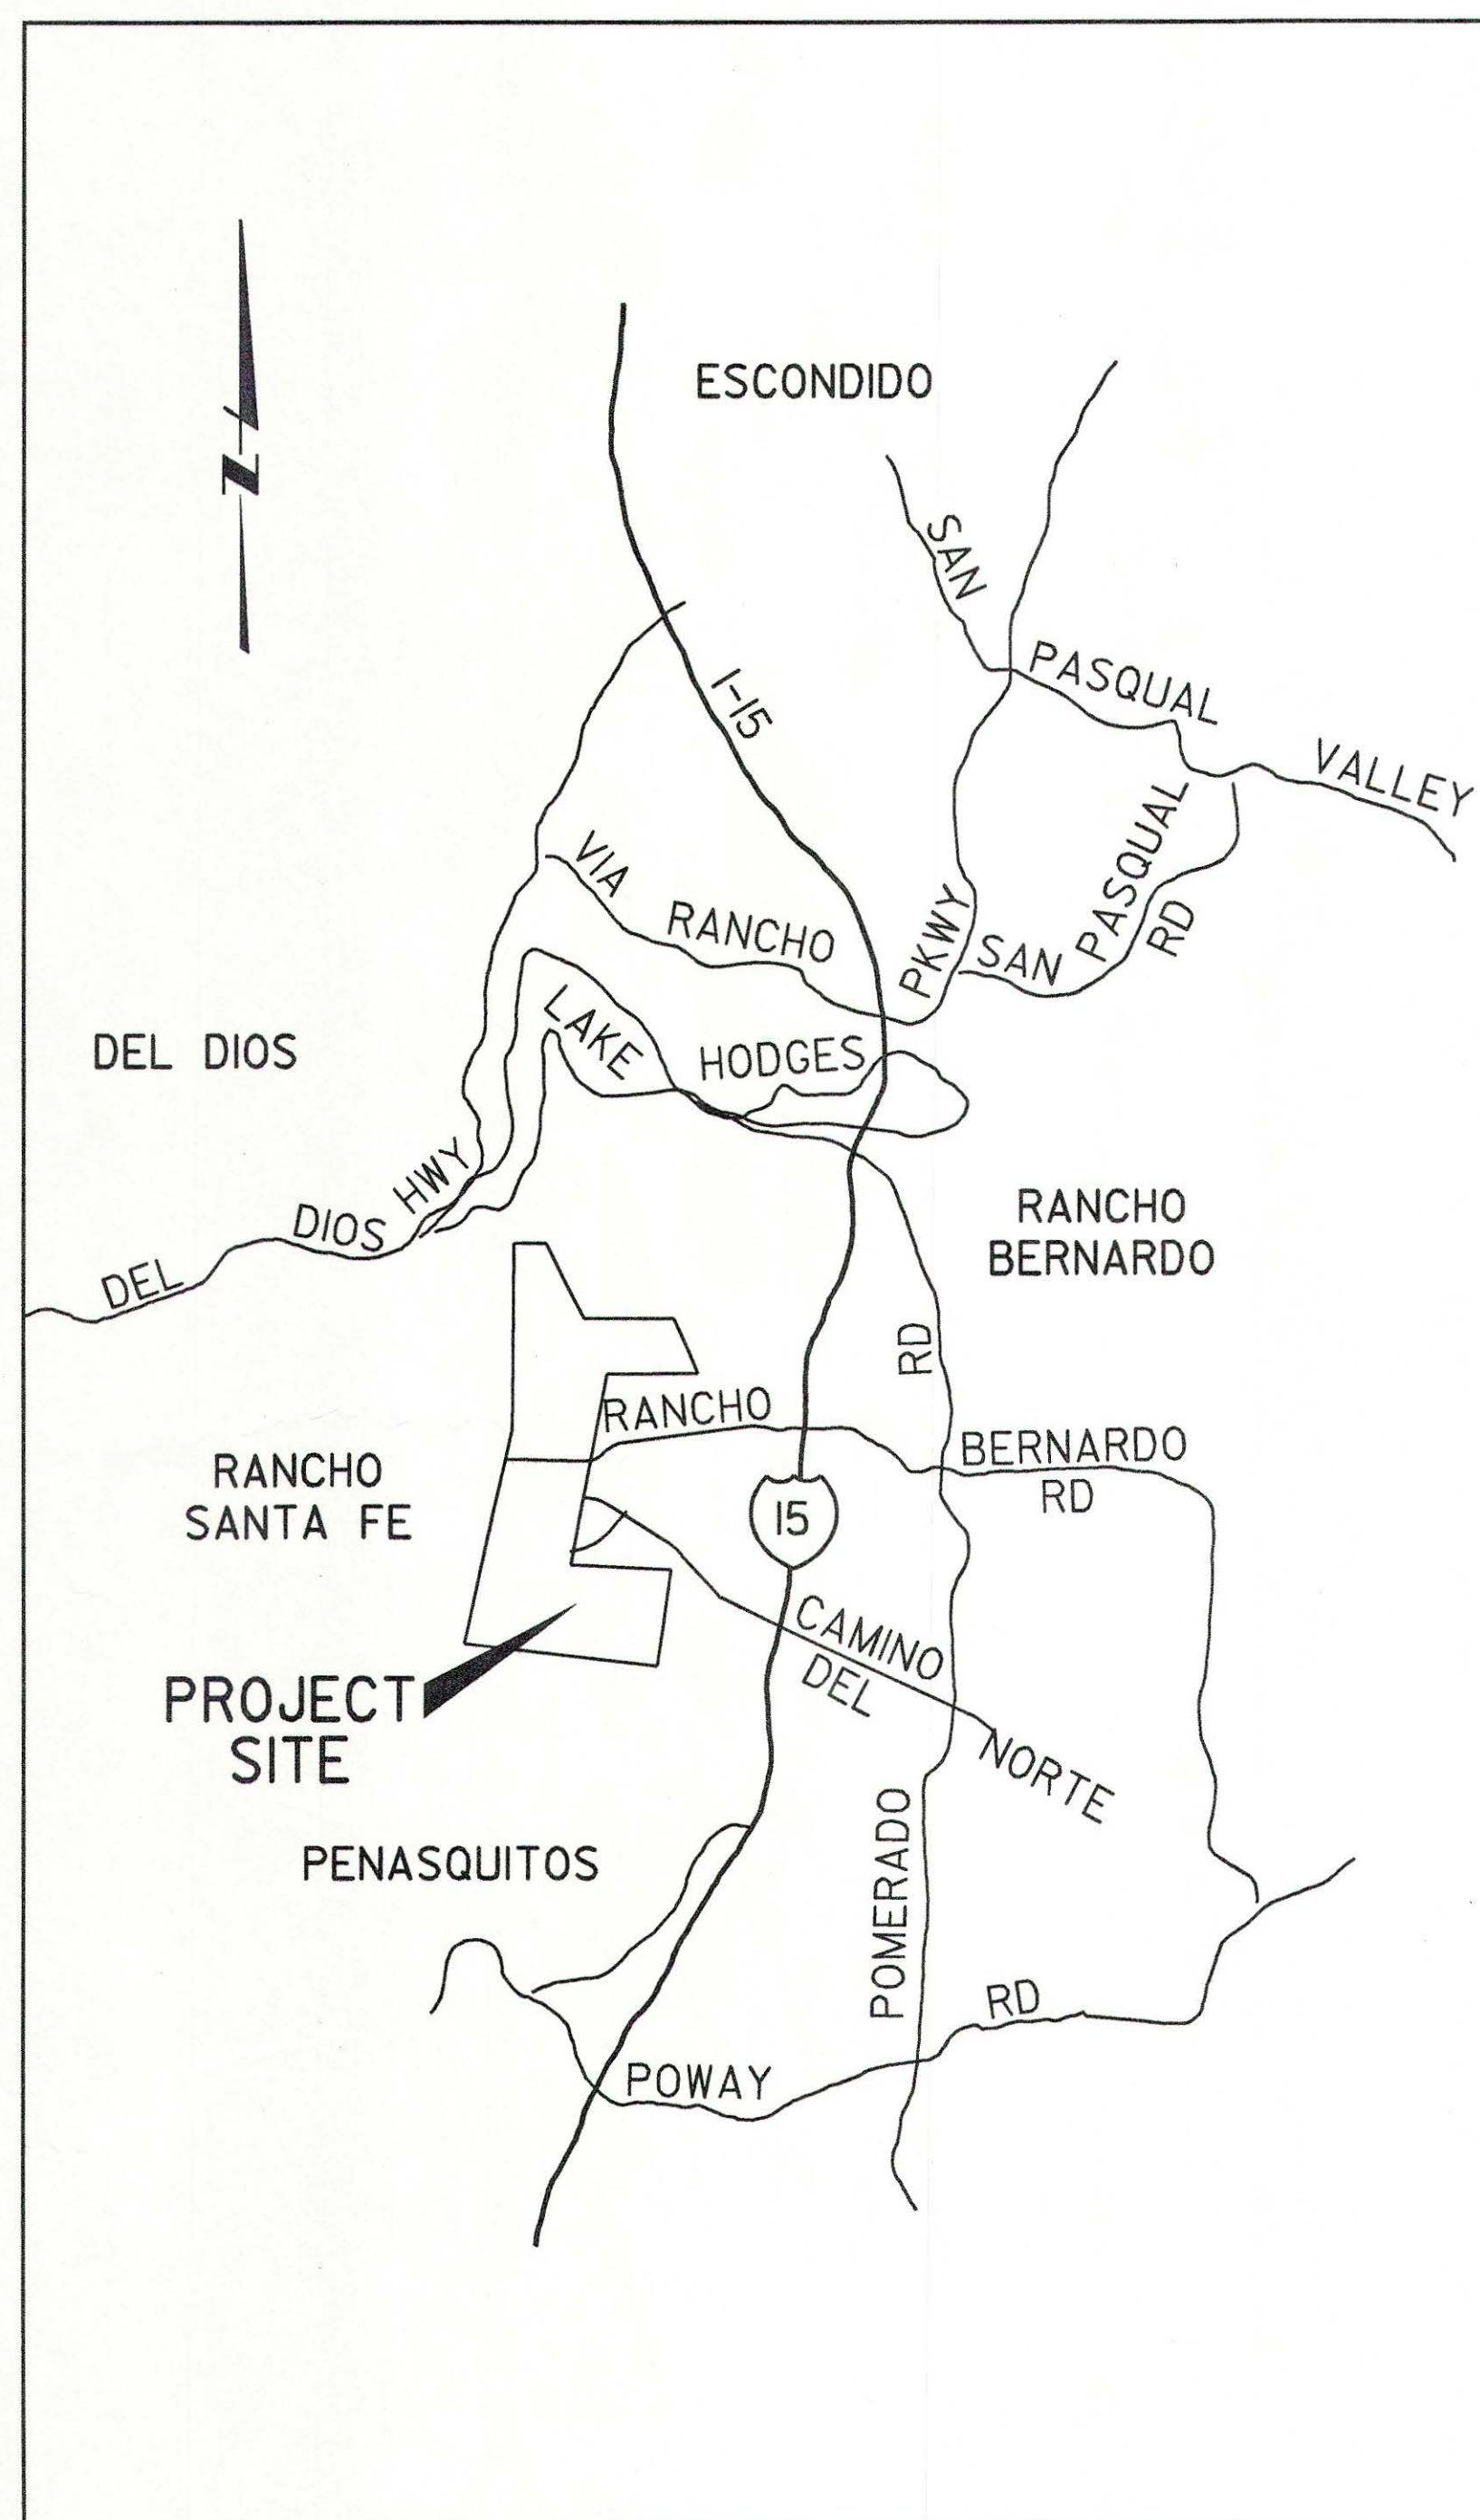 N
ESCONDIDO
SAN PASQUAL VALLEY
I-15
VIA RANCHO PKWY
SAN PASQUAL RD
LAKE HODGES
DEL DIOS
DEL DIOS HWY
RANCHO
BERNARDO
RD
RANCHO BERNARDO
RD
RANCHO
SANTA FE
15
CAMINO
DEL
NORTE
PROJECT
SITE
PENASQUITOS
POMERADO
POWAY RD